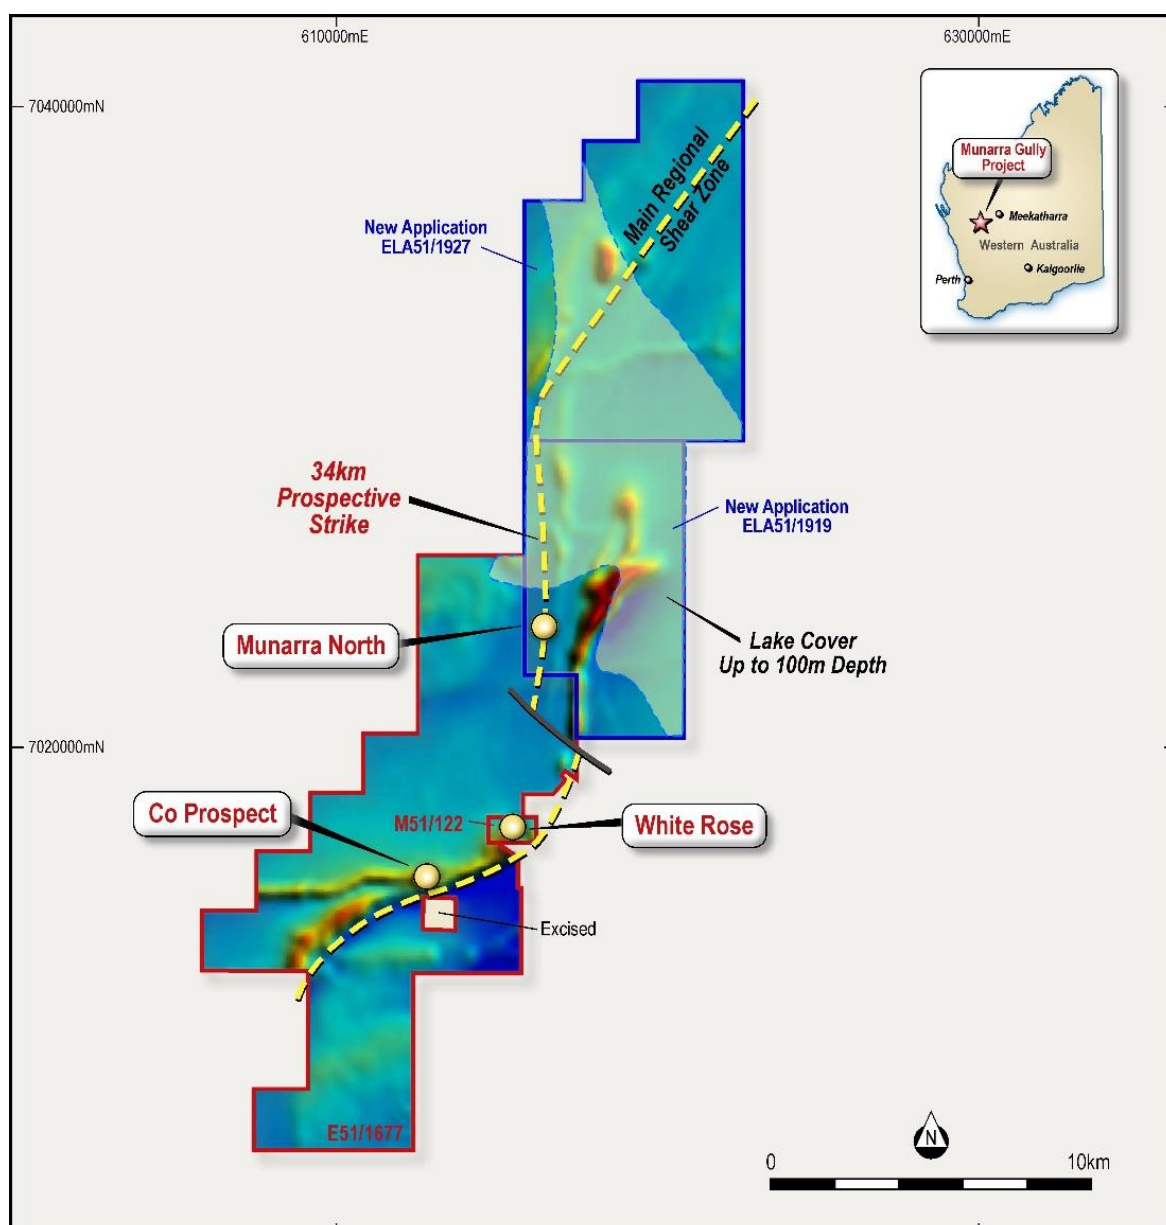 610000mE
630000mE
7040000mN
Munarra Gully
Project
Meekatharra
Western Australia
Kalgoorlie
Perth
Main Regional
Shear Zone
New Application
ELA51/1927
34km
Prospective
Strike
New Application
ELA51/1919
Munarra North
Lake Cover
Up to 100m Depth
7020000mN
Co Prospect
M51/122
White Rose
Excised
E51/1677
N
0
10km